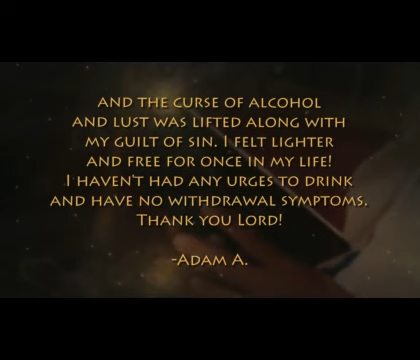 AND THE CURSE OF ALCOHOL
AND LUST WAS LIFTED ALONG WITH
MY GUILT OF SIN. I FELT LIGHTER
AND FREE FOR ONCE IN MY LIFE!
I HAVEN'T HAD ANY URGES TO DRINK
AND HAVE NO WITHDRAWAL SYMPTOMS.
THANK YOU LORD!
-ADAM A.